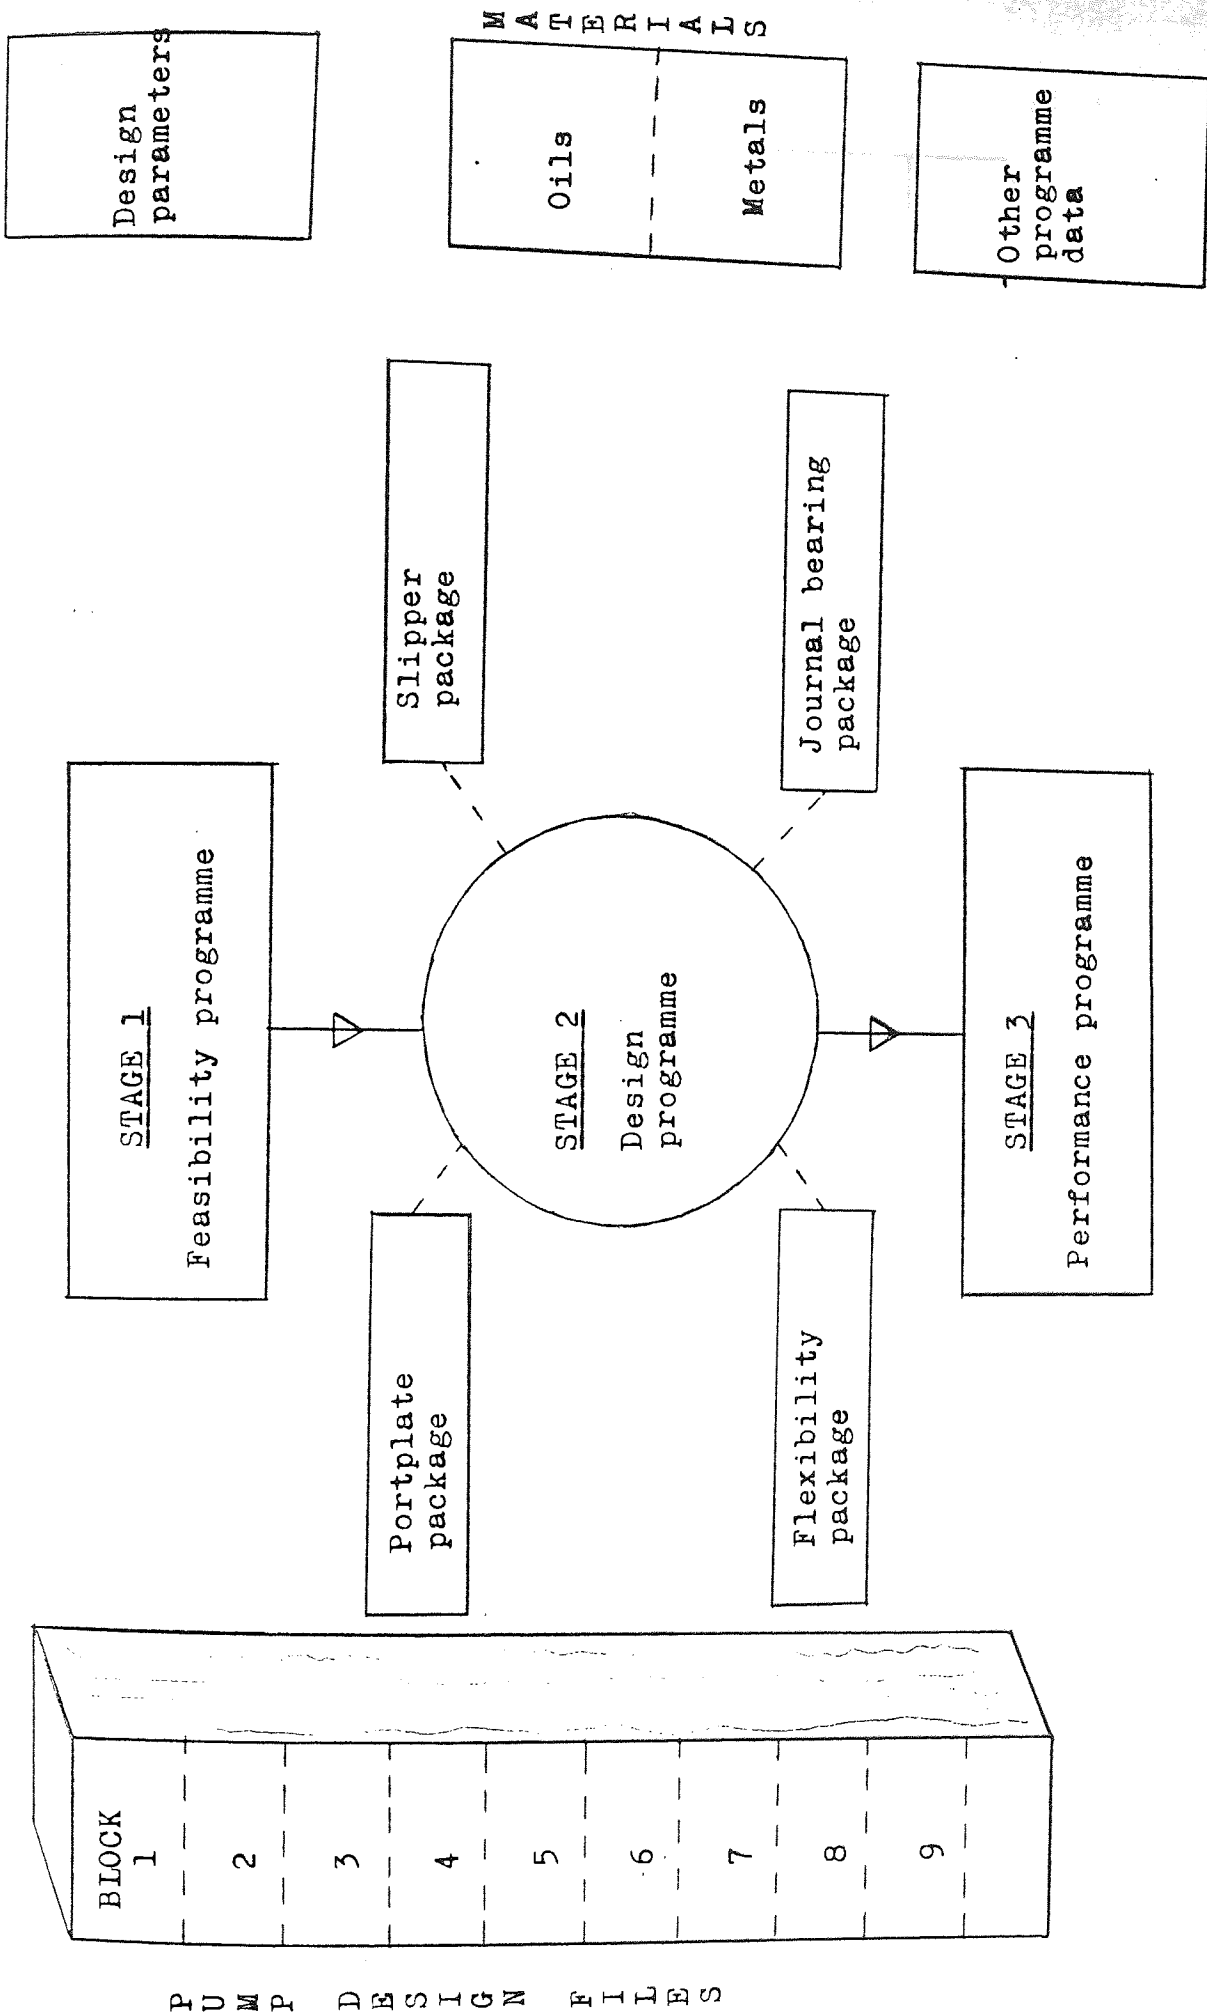 PUMP DESIGN FILES
BLOCK
1
2
3
4
5
6
7
8
9
Portplate
package
Flexibility
package
STAGE 1
Feasibility programme
STAGE 2
Design
programme
STAGE 3
Performance programme
Slipper
package
Journal bearing
package
Design
parameters
MATERIALS
Oils
Metals
Other
programme
data